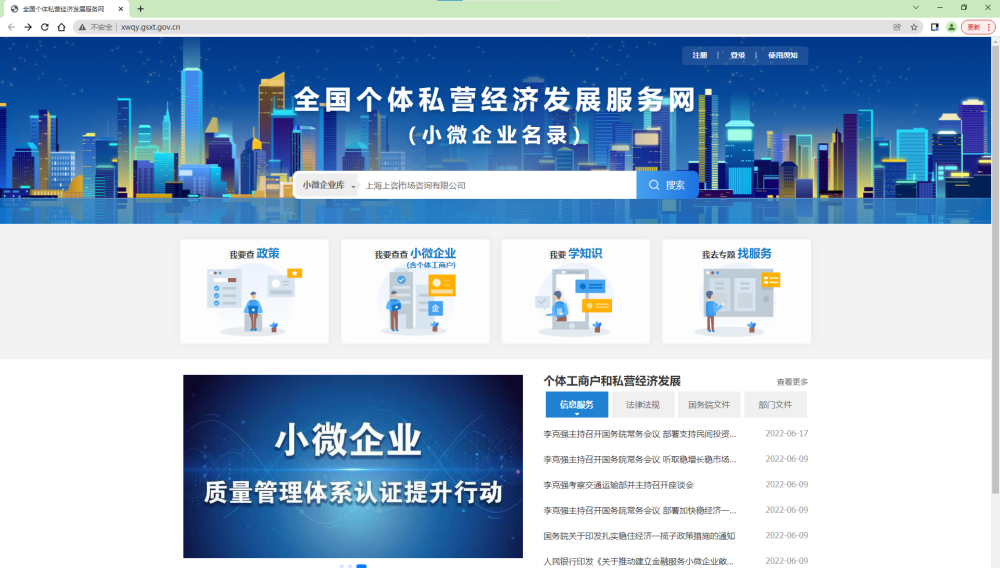 全国个体私营经济发展服务网
不安全 xwqy.gsxt.gov.cn
更新
注册 | 登录 | 使用须知
全国个体私营经济发展服务网
(小微企业名录)
小微企业库 上海上咨市场咨询有限公司 搜索
我要查 政策
我要查查 小微企业
(含个体工商户)
我要 学知识
我去专题 找服务
企
小微企业
质量管理体系认证提升行动
个体工商户和私营经济发展 查看更多
信息服务 法律法规 国务院文件 部门文件
李克强主持召开国务院常务会议 部署支持民间投资... 2022-06-17
李克强主持召开国务院常务会议 听取稳增长稳市场... 2022-06-09
李克强考察交通运输部并主持召开座谈会 2022-06-09
李克强主持召开国务院常务会议 部署加快稳经济一... 2022-06-09
国务院关于印发扎实稳住经济一揽子政策措施的通知 2022-06-09
人民银行印发《关于推动建立金融服务小微企业敢... 2022-06-09